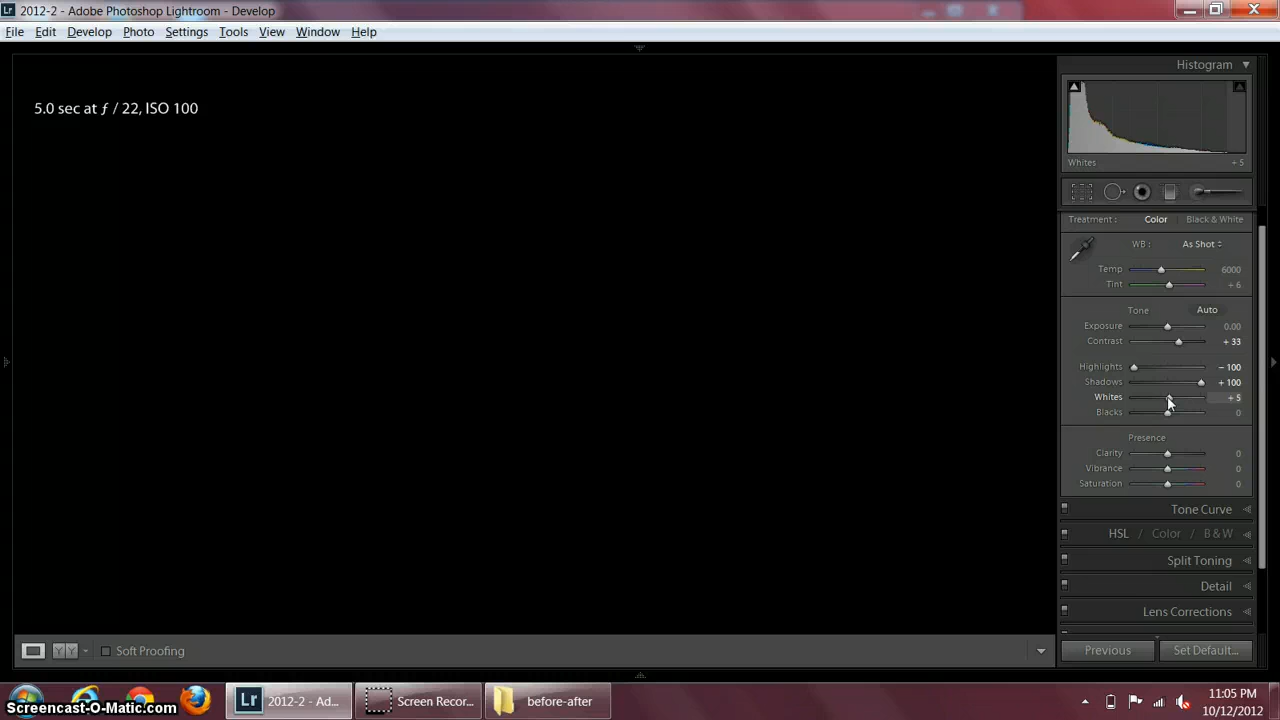 2012-2 - Adobe Photoshop Lightroom - Develop
File Edit Develop Photo Settings Tools View Window Help
Histogram
5.0 sec at ƒ / 22, ISO 100
Whites + 5
Treatment : Color Black & White
WB : As Shot
Temp 6000
Tint + 6
Tone Auto
Exposure 0.00
Contrast + 33
Highlights − 100
Shadows + 100
Whites + 5
Blacks 0
Presence
Clarity 0
Vibrance 0
Saturation 0
Tone Curve
HSL / Color / B & W
Split Toning
Detail
Lens Corrections
Y Y Soft Proofing
Previous Set Default...
Lr 2012-2 - Ad... Screen Recor... before-after
11:05 PM
10/12/2012
Screencast-O-Matic.com